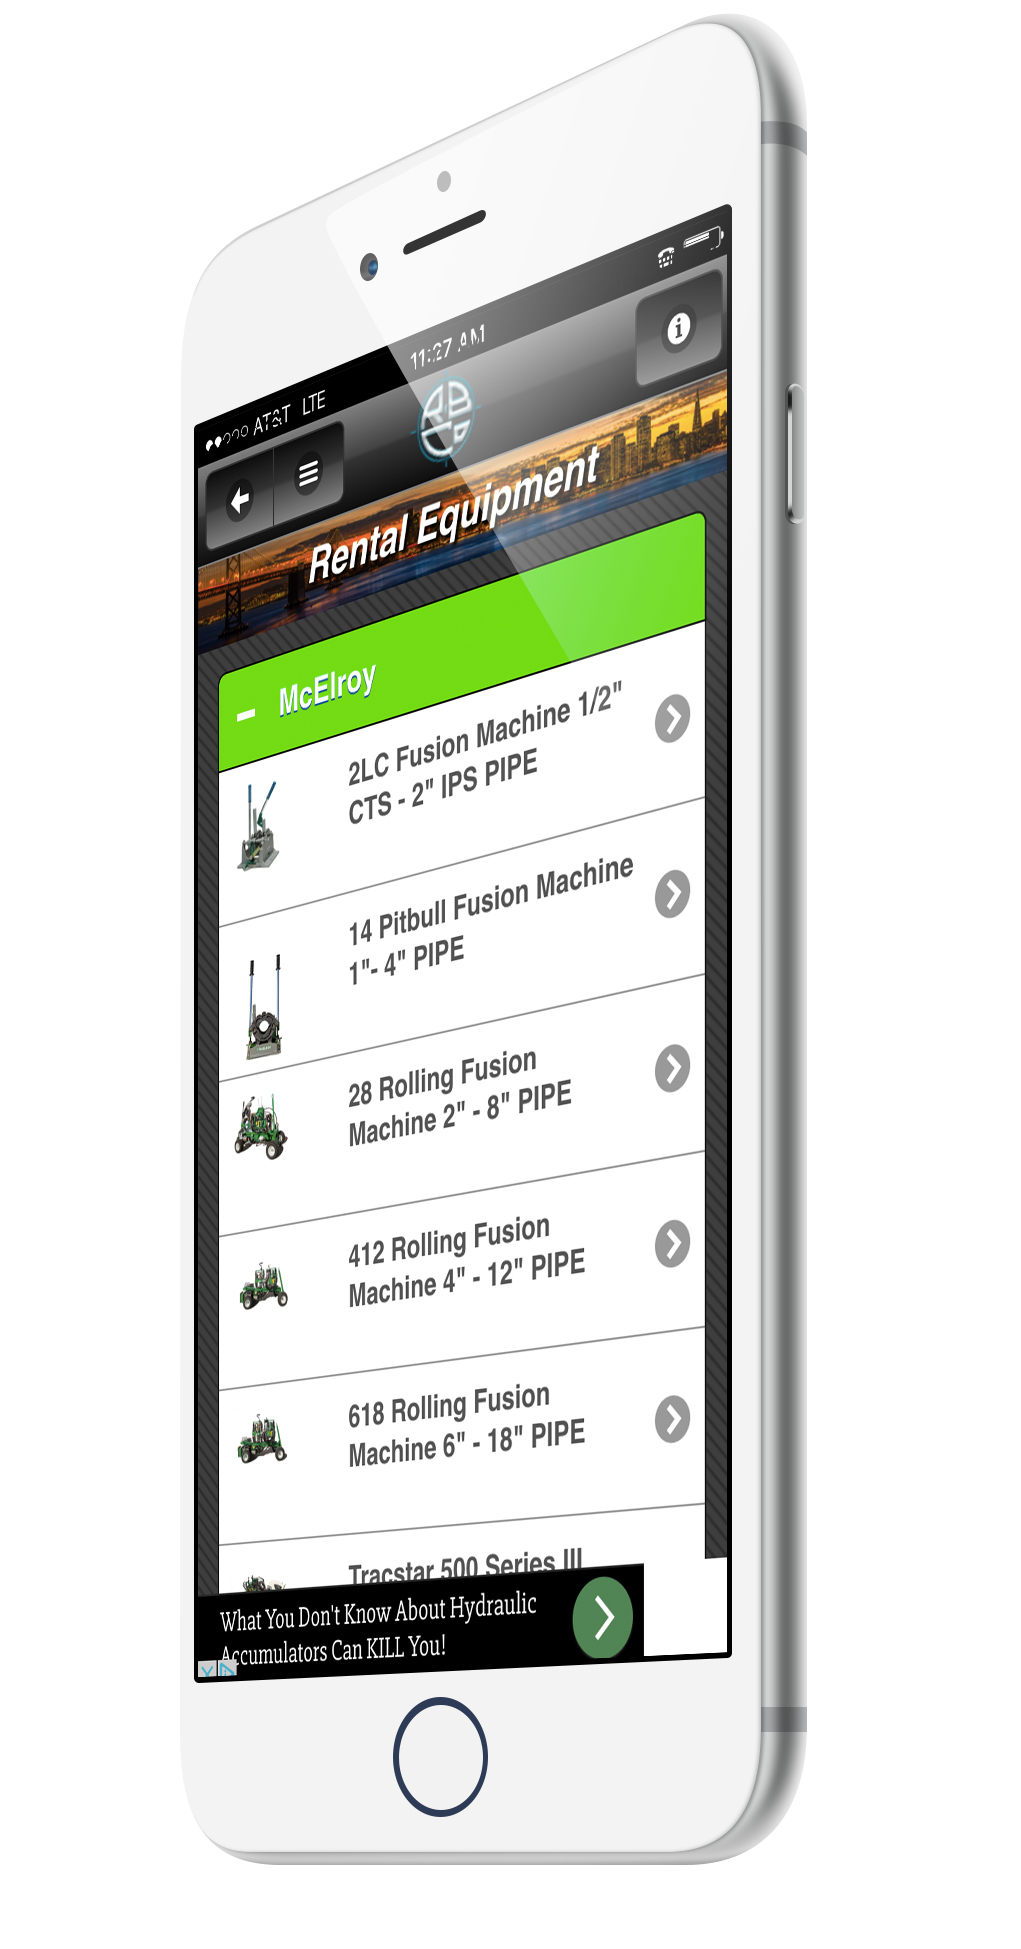 AT&T LTE
11:27 AM
Rental Equipment
McElroy
2LC Fusion Machine 1/2"
CTS - 2" IPS PIPE
14 Pitbull Fusion Machine
1"- 4" PIPE
28 Rolling Fusion
Machine 2" - 8" PIPE
412 Rolling Fusion
Machine 4" - 12" PIPE
618 Rolling Fusion
Machine 6" - 18" PIPE
Tracstar 500 Series III
What You Don't Know About Hydraulic
Accumulators Can KILL You!